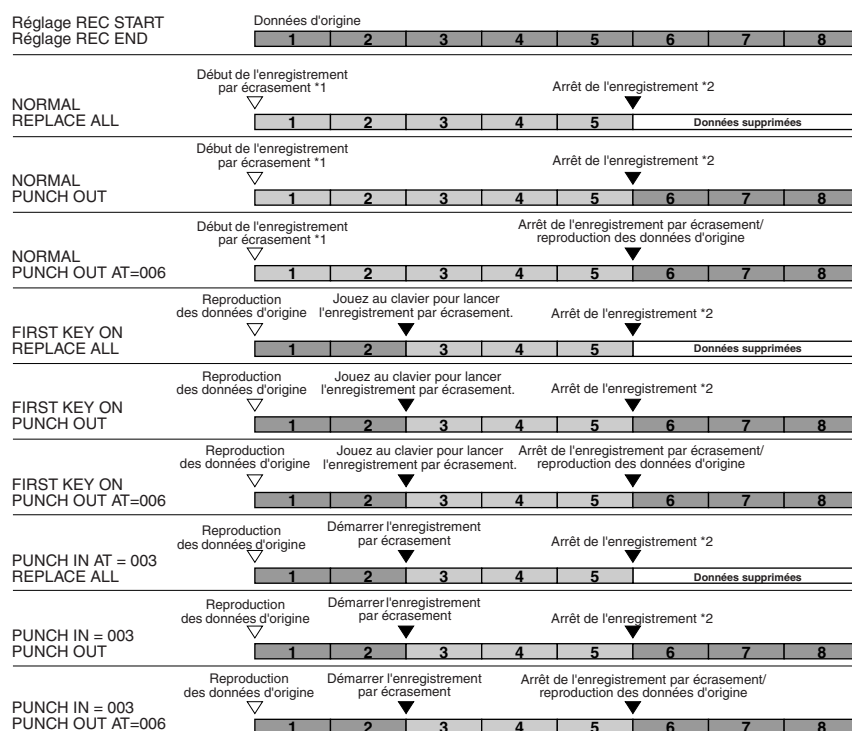 Réglage REC START
Réglage REC END
Données d'origine
1 2 3 4 5 6 7 8
NORMAL
REPLACE ALL
Début de l'enregistrement
par écrasement *1
Arrêt de l'enregistrement *2
1 2 3 4 5 Données supprimées
NORMAL
PUNCH OUT
Début de l'enregistrement
par écrasement *1
Arrêt de l'enregistrement *2
1 2 3 4 5 6 7 8
NORMAL
PUNCH OUT AT=006
Début de l'enregistrement
par écrasement *1
Arrêt de l'enregistrement par écrasement/
reproduction des données d'origine
1 2 3 4 5 6 7 8
FIRST KEY ON
REPLACE ALL
Reproduction
des données d'origine
Jouez au clavier pour lancer
l'enregistrement par écrasement.
Arrêt de l'enregistrement *2
1 2 3 4 5 Données supprimées
FIRST KEY ON
PUNCH OUT
Reproduction
des données d'origine
Jouez au clavier pour lancer
l'enregistrement par écrasement.
Arrêt de l'enregistrement *2
1 2 3 4 5 6 7 8
FIRST KEY ON
PUNCH OUT AT=006
Reproduction
des données d'origine
Jouez au clavier pour lancer
l'enregistrement par écrasement.
Arrêt de l'enregistrement par écrasement/
reproduction des données d'origine
1 2 3 4 5 6 7 8
PUNCH IN AT = 003
REPLACE ALL
Reproduction
des données d'origine
Démarrer l'enregistrement
par écrasement
Arrêt de l'enregistrement *2
1 2 3 4 5 Données supprimées
PUNCH IN = 003
PUNCH OUT
Reproduction
des données d'origine
Démarrer l'enregistrement
par écrasement
Arrêt de l'enregistrement *2
1 2 3 4 5 6 7 8
PUNCH IN = 003
PUNCH OUT AT=006
Reproduction
des données d'origine
Démarrer l'enregistrement
par écrasement
Arrêt de l'enregistrement par écrasement/
reproduction des données d'origine
1 2 3 4 5 6 7 8